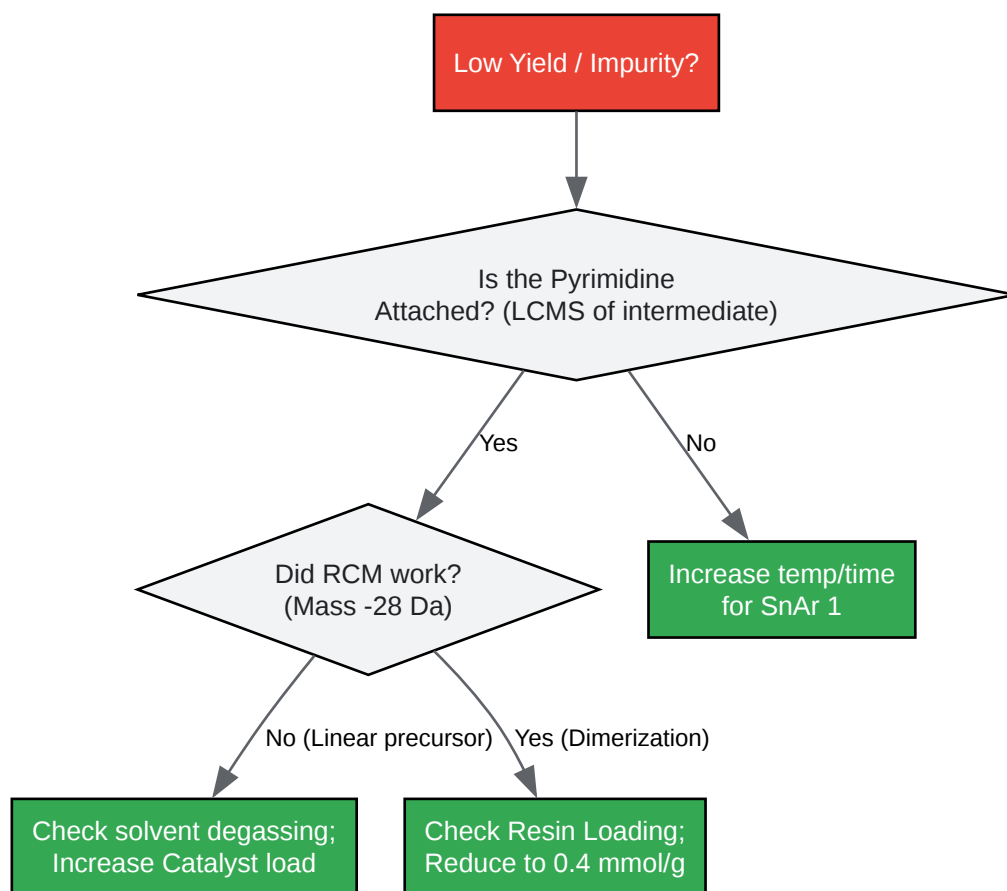 Low Yield / Impurity?
Is the Pyrimidine
Attached? (LCMS of intermediate)
Yes
No
Did RCM work?
(Mass -28 Da)
Increase temp/time
for SnAr 1
No (Linear precursor)
Yes (Dimerization)
Check solvent degassing;
Increase Catalyst load
Check Resin Loading;
Reduce to 0.4 mmol/g